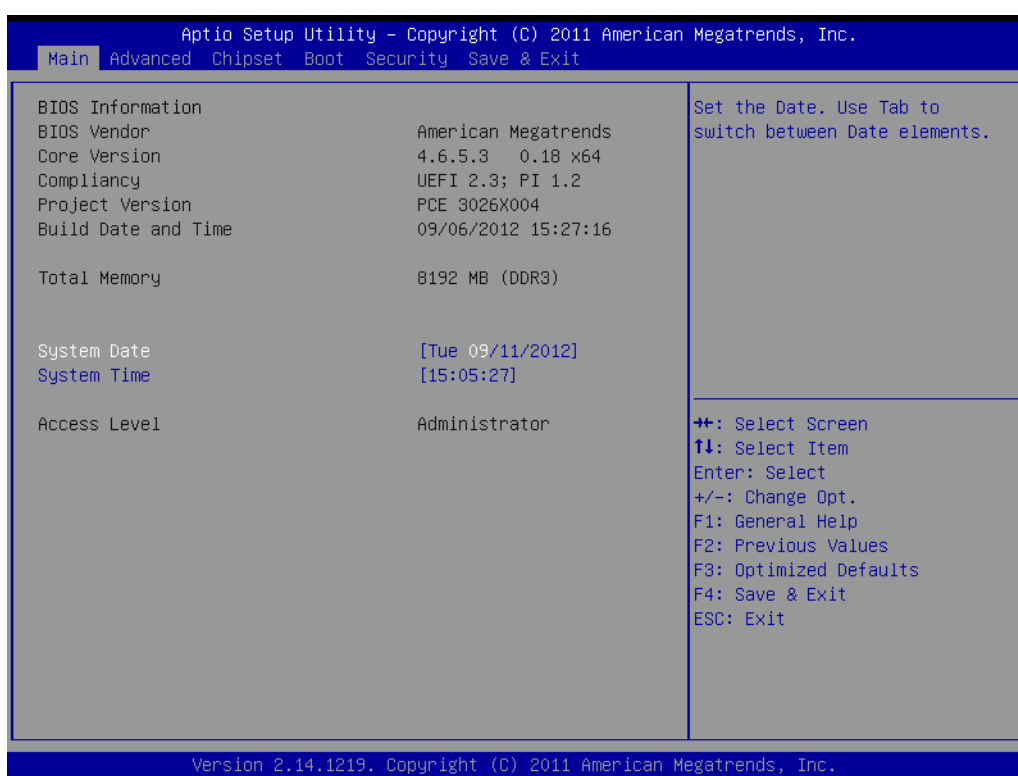 Aptio Setup Utility – Copyright (C) 2011 American Megatrends, Inc.
Main Advanced Chipset Boot Security Save & Exit
BIOS Information
BIOS Vendor American Megatrends
Core Version 4.6.5.3 0.18 x64
Compliancy UEFI 2.3; PI 1.2
Project Version PCE 3026X004
Build Date and Time 09/06/2012 15:27:16
Total Memory 8192 MB (DDR3)
System Date [Tue 09/11/2012]
System Time [15:05:27]
Access Level Administrator
Set the Date. Use Tab to
switch between Date elements.
→←: Select Screen
↑↓: Select Item
Enter: Select
+/-: Change Opt.
F1: General Help
F2: Previous Values
F3: Optimized Defaults
F4: Save & Exit
ESC: Exit
Version 2.14.1219. Copyright (C) 2011 American Megatrends, Inc.